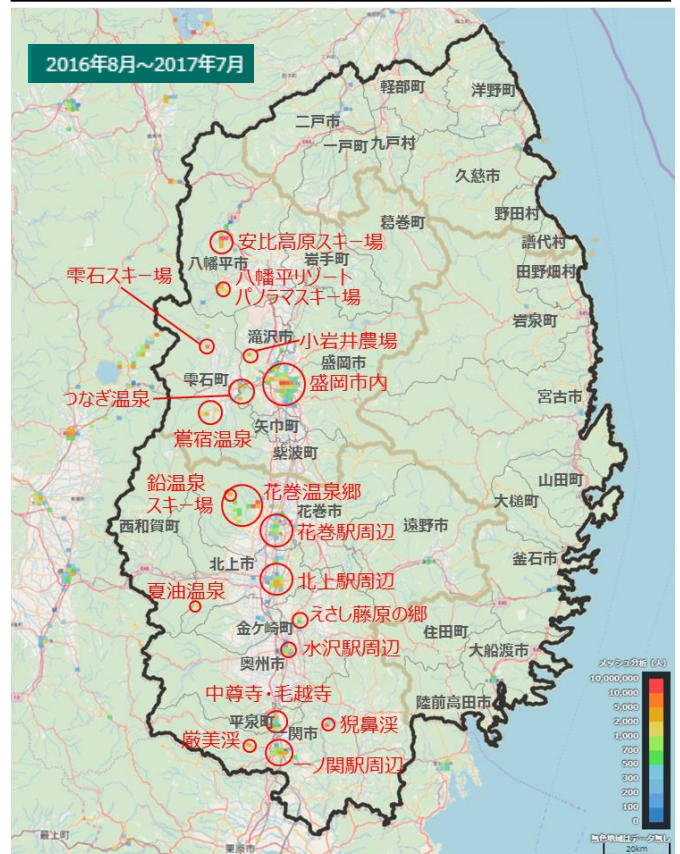 2016年8月～2017年7月
軽部町
洋野町
二戸市
一戸町
九戸村
久慈市
野田村
葛巻町
譜代村
安比高原スキー場
八幡平市
岩手町
田野畑村
雫石スキー場
八幡平リゾート
パノラマスキー場
岩泉町
滝沢市
小岩井農場
盛岡市
雫石町
盛岡市内
つなぎ温泉
宮古市
鴬宿温泉
矢巾町
紫波町
鉛温泉
スキー場
花巻温泉郷
山田町
大槌町
花巻市
西和賀町
花巻駅周辺
遠野市
釜石市
北上市
北上駅周辺
夏油温泉
えさし藤原の郷
金ケ崎町
住田町
水沢駅周辺
大船渡市
奥州市
メッシュ分析（人）
10,000,000
10,000
5,000
2,000
1,000
700
500
300
200
100
0
無色地域はデータ無し
20km
中尊寺・毛越寺
陸前高田市
平泉町
猊鼻渓
一関市
厳美渓
ノ関駅周辺
最上町
栗原市